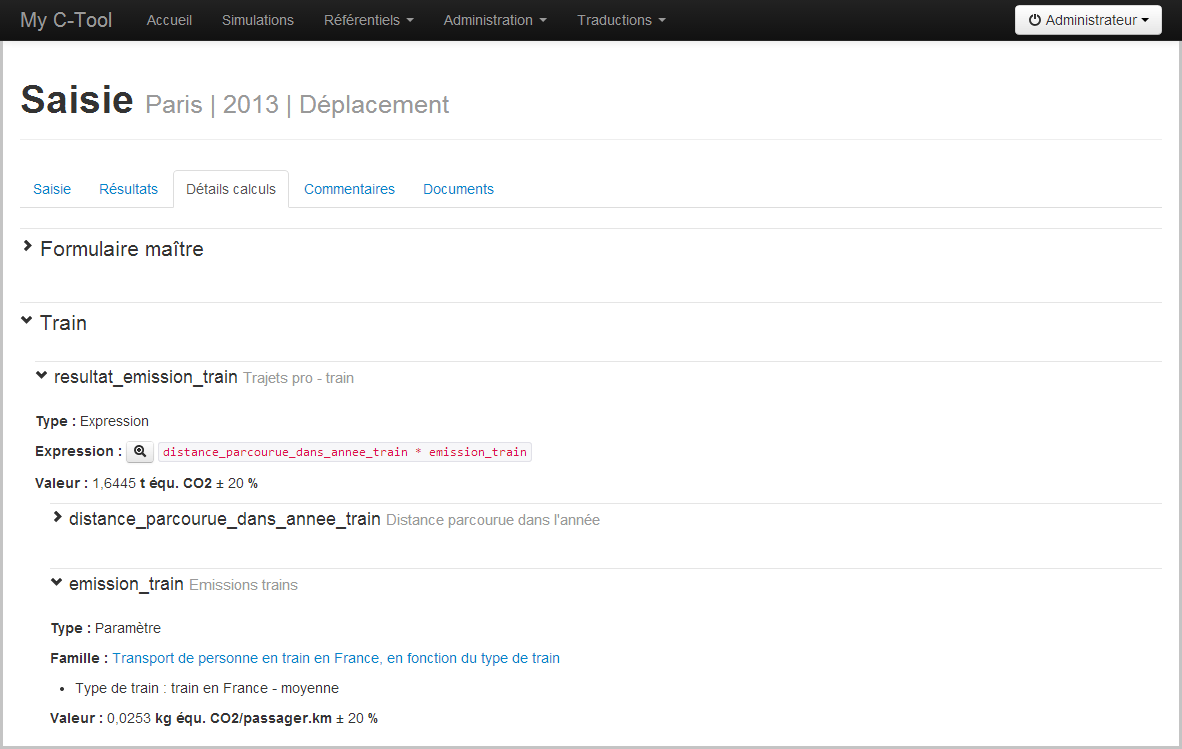 My C-Tool Accueil Simulations Référentiels Administration Traductions Administrateur
Saisie Paris | 2013 | Déplacement
Saisie Résultats Détails calculs Commentaires Documents
Formulaire maître
Train
resultat_emission_train Trajets pro - train
Type : Expression
Expression : distance_parcourue_dans_annee_train * emission_train
Valeur : 1,6445 t équ. CO2 ± 20 %
distance_parcourue_dans_annee_train Distance parcourue dans l'année
emission_train Emissions trains
Type : Paramètre
Famille : Transport de personne en train en France, en fonction du type de train
• Type de train : train en France - moyenne
Valeur : 0,0253 kg équ. CO2/passager.km ± 20 %